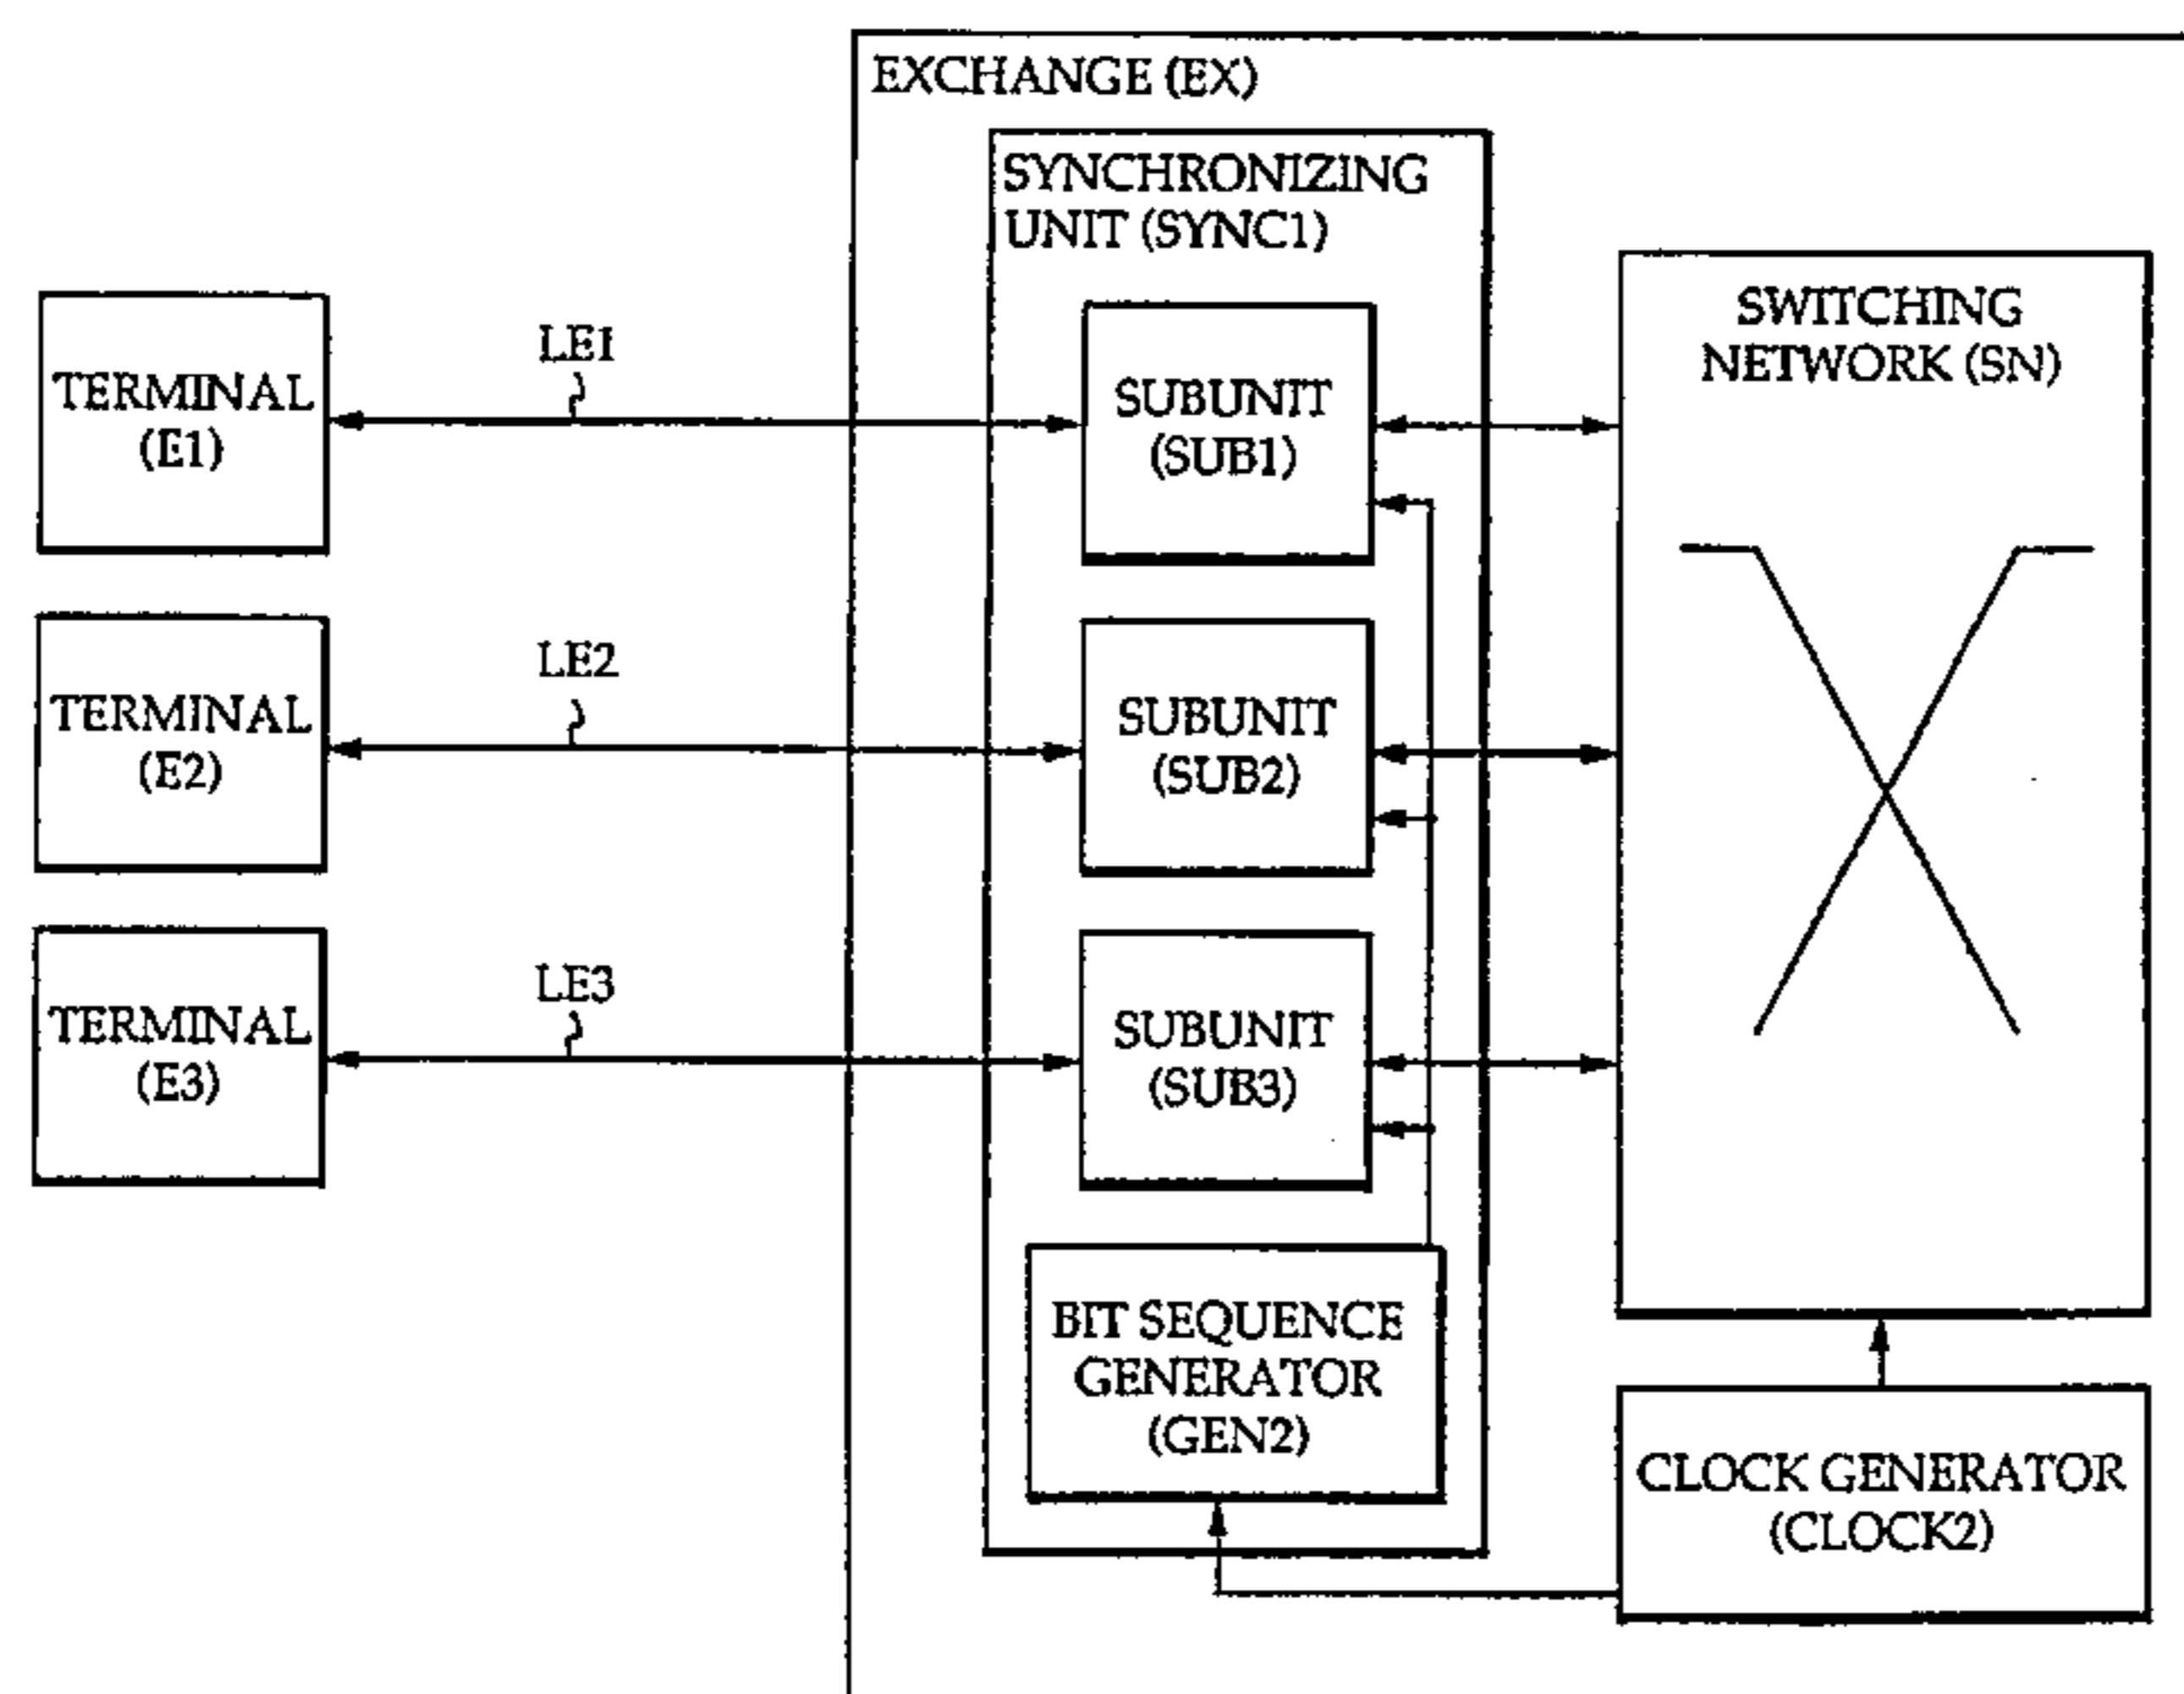 EXCHANGE (EX)
SYNCHRONIZING
UNIT (SYNC1)
SWITCHING
NETWORK (SN)
TERMINAL
(E1)
LE1
SUBUNIT
(SUB1)
TERMINAL
(E2)
LE2
SUBUNIT
(SUB2)
TERMINAL
(E3)
LE3
SUBUNIT
(SUB3)
BIT SEQUENCE
GENERATOR
(GEN2)
CLOCK GENERATOR
(CLOCK2)